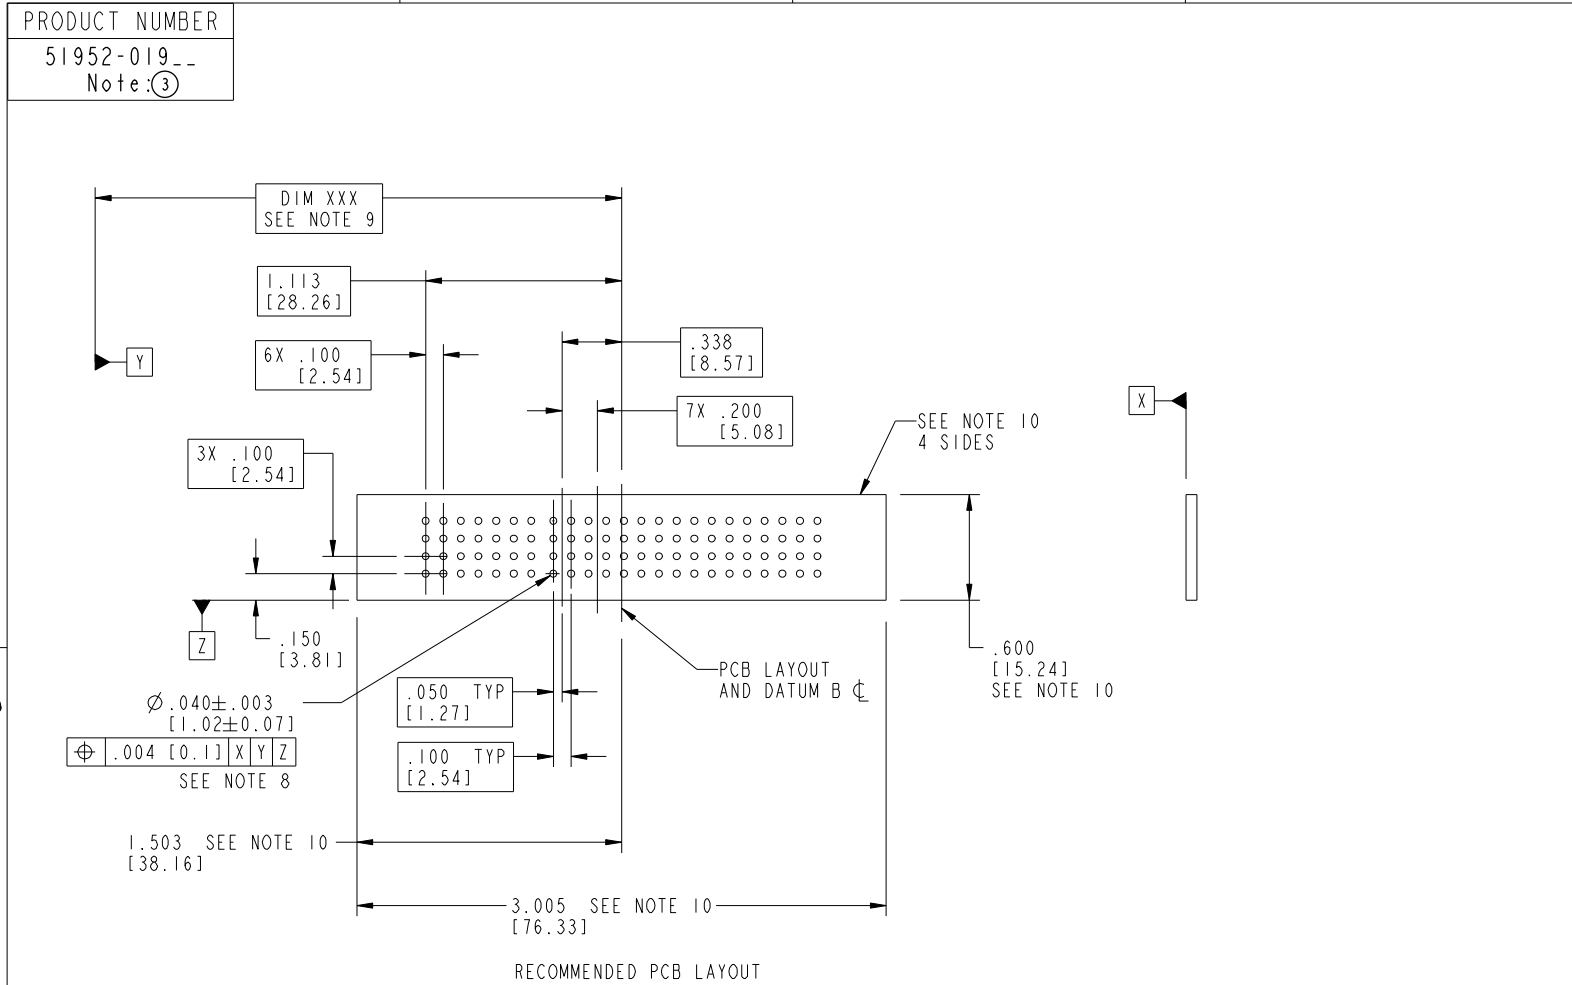 PRODUCT NUMBER
51952-019__
Note:③
DIM XXX
SEE NOTE 9
1.113
[28.26]
6X .100
[2.54]
.338
[8.57]
7X .200
[5.08]
3X .100
[2.54]
Y
X
SEE NOTE 10
4 SIDES
Z
.150
[3.81]
.600
[15.24]
SEE NOTE 10
PCB LAYOUT
AND DATUM B ℄
Ø.040±.003
[1.02±0.07]
⌖ .004 [0.1] X Y Z
SEE NOTE 8
.050 TYP
[1.27]
.100 TYP
[2.54]
1.503 SEE NOTE 10
[38.16]
3.005 SEE NOTE 10
[76.33]
RECOMMENDED PCB LAYOUT